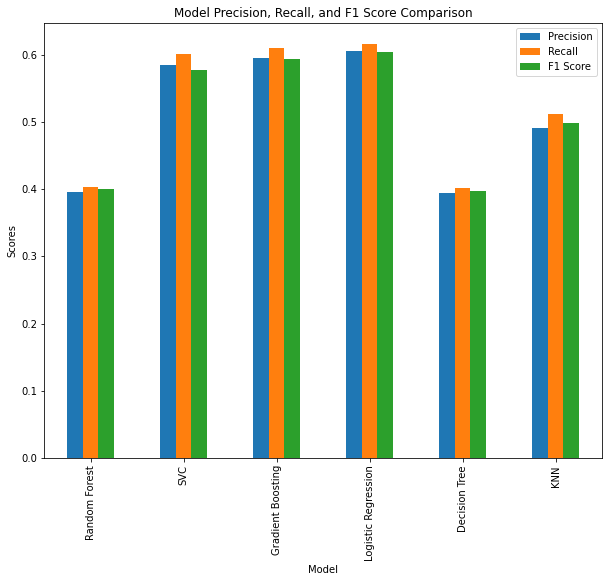 Model Precision, Recall, and F1 Score Comparison
Precision
Recall
F1 Score
Scores
0.6
0.5
0.4
0.3
0.2
0.1
0.0
Random Forest
SVC
Gradient Boosting
Logistic Regression
Decision Tree
KNN
Model